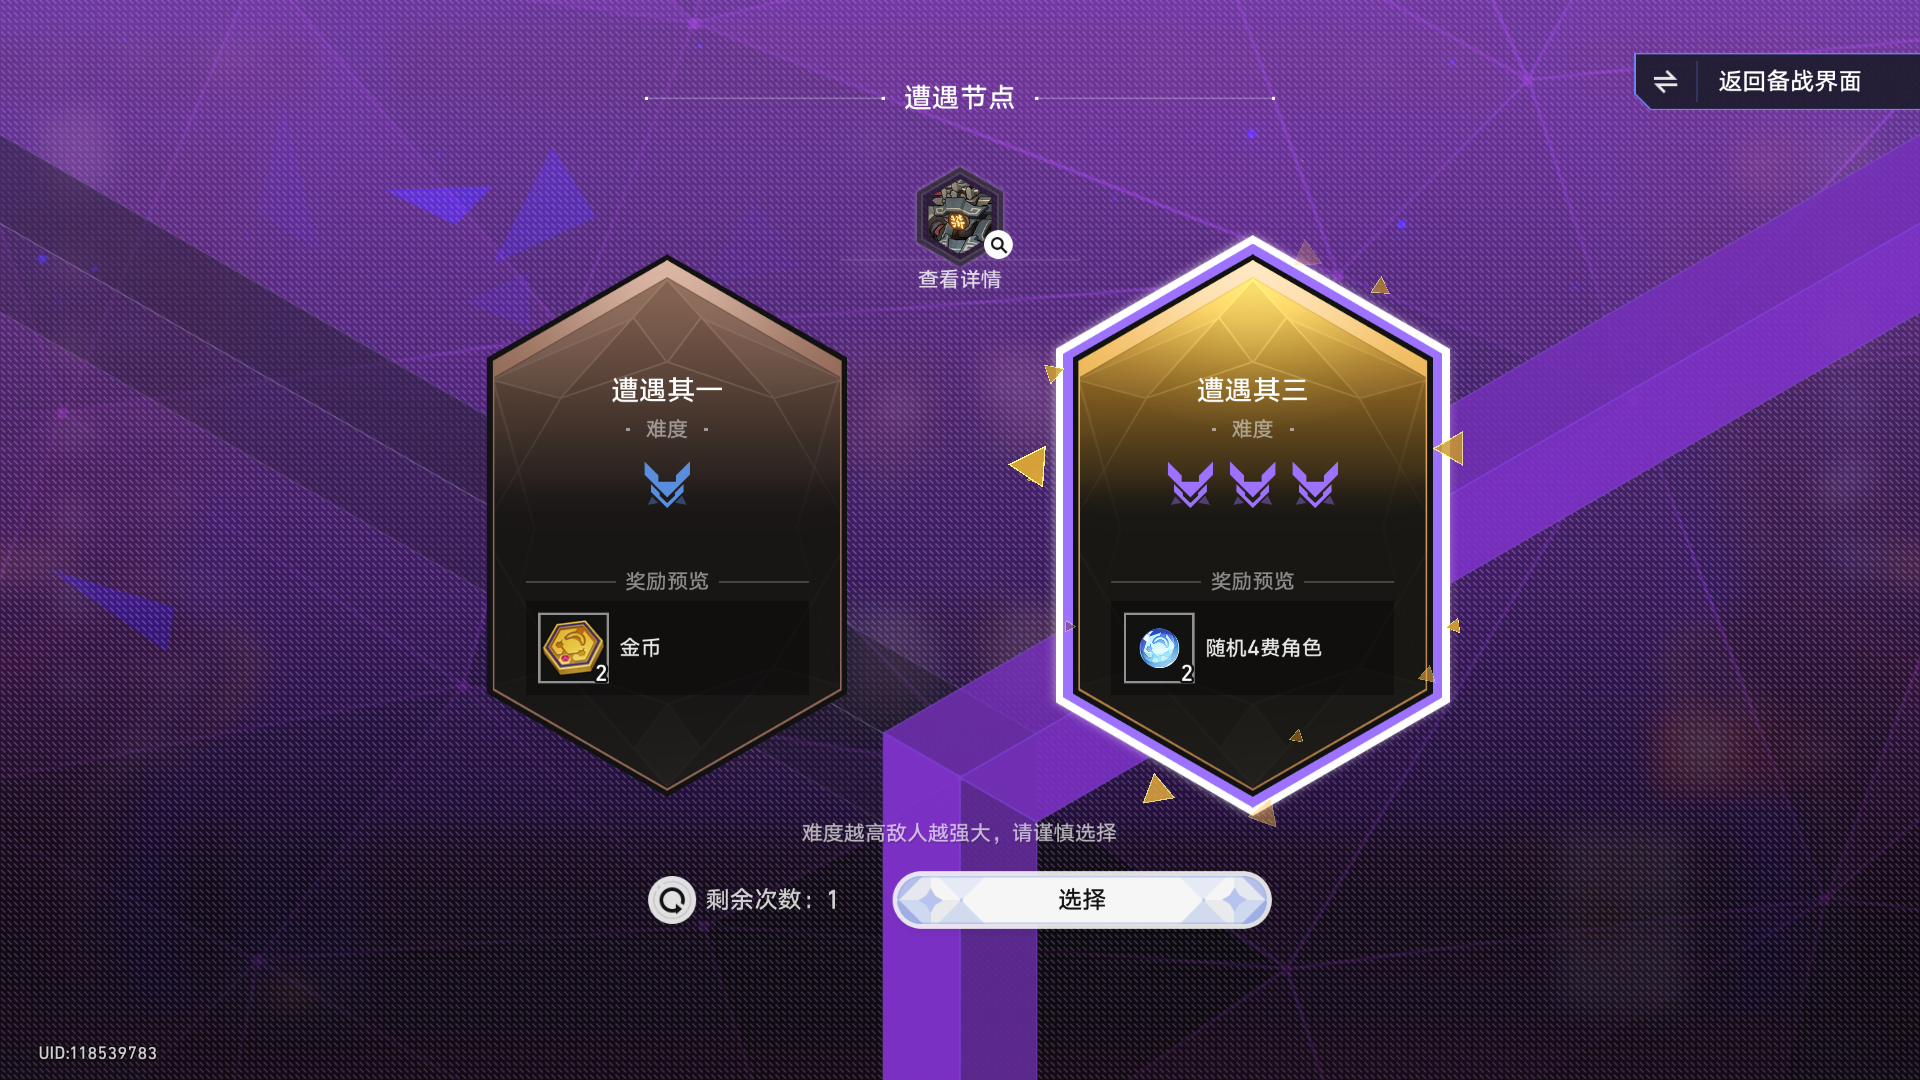 遭遇节点
返回备战界面
查看详情
遭遇其一
难度
奖励预览
2
金币
遭遇其三
难度
奖励预览
2
随机4费角色
难度越高敌人越强大，请谨慎选择
剩余次数：1
选择
UID:118539783